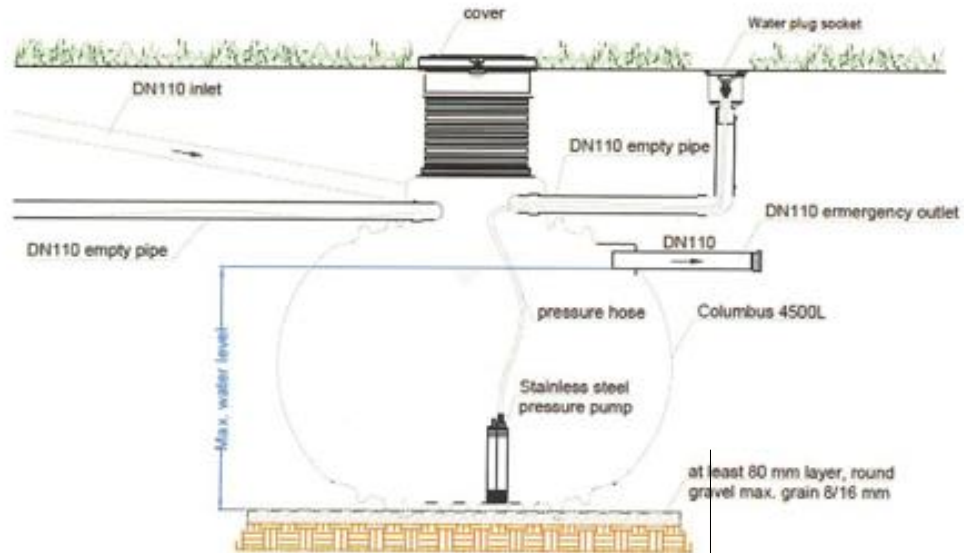 cover
Water plug socket
DN110 inlet
DN110 empty pipe
DN110 ermergency outlet
DN110 empty pipe
DN110
pressure hose
Columbus 4500L
Max. water level
Stainless steel
pressure pump
at least 80 mm layer, round
gravel max. grain 8/16 mm